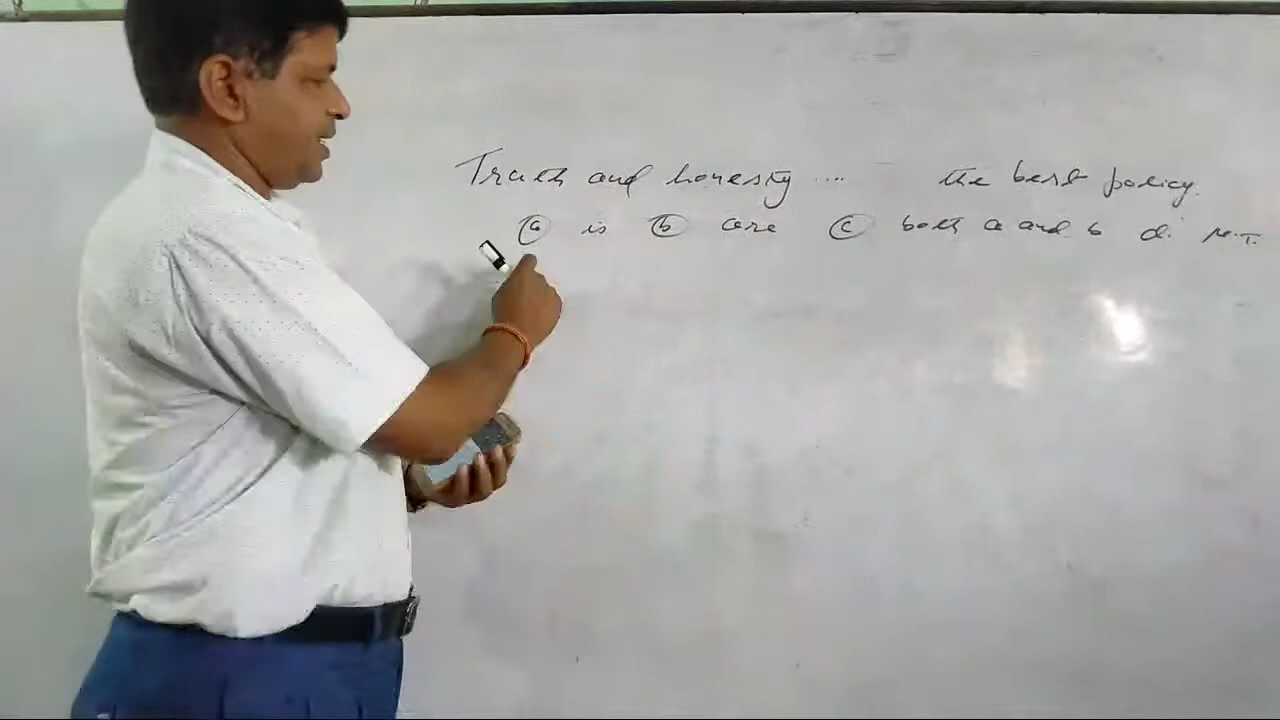 Truth and honesty .... the best policy.
ⓐ is ⓑ are ⓒ both a and b d. N.T.